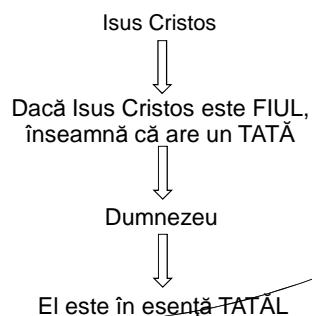 Isus Cristos
Dacă Isus Cristos este FIUL,
înseamnă că are un TATĂ
Dumnezeu
El este în esență TATĂL